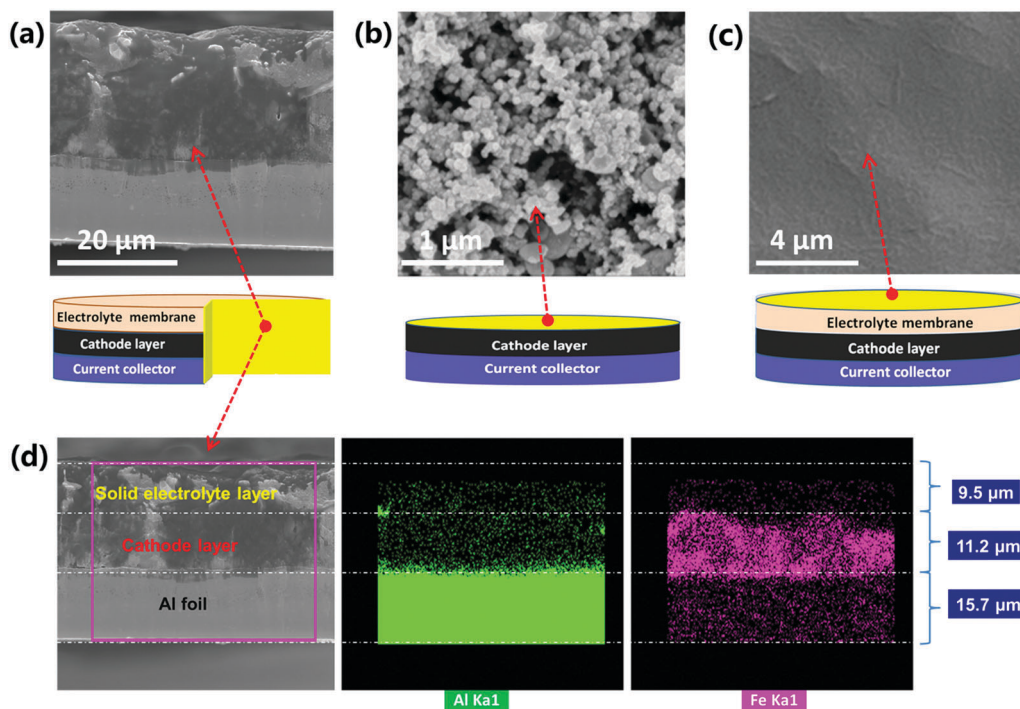 (a)
(b)
(c)
20 μm
1 μm
4 μm
Electrolyte membrane
Cathode layer
Current collector
Cathode layer
Current collector
Electrolyte membrane
Cathode layer
Current collector
(d)
Solid electrolyte layer
Cathode layer
Al foil
9.5 μm
11.2 μm
15.7 μm
Al Ka1
Fe Ka1